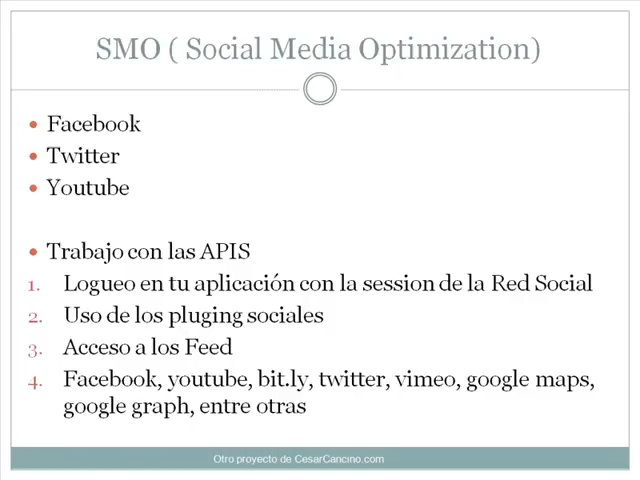 SMO ( Social Media Optimization)
• Facebook
• Twitter
• Youtube
• Trabajo con las APIS
1. Logueo en tu aplicación con la session de la Red Social
2. Uso de los pluging sociales
3. Acceso a los Feed
4. Facebook, youtube, bit.ly, twitter, vimeo, google maps,
google graph, entre otras
Otro proyecto de CesarCancino.com